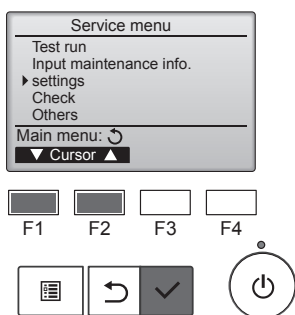 Service menu
Test run
Input maintenance info.
settings
Check
Others
Main menu:
Cursor
F1 F2 F3 F4